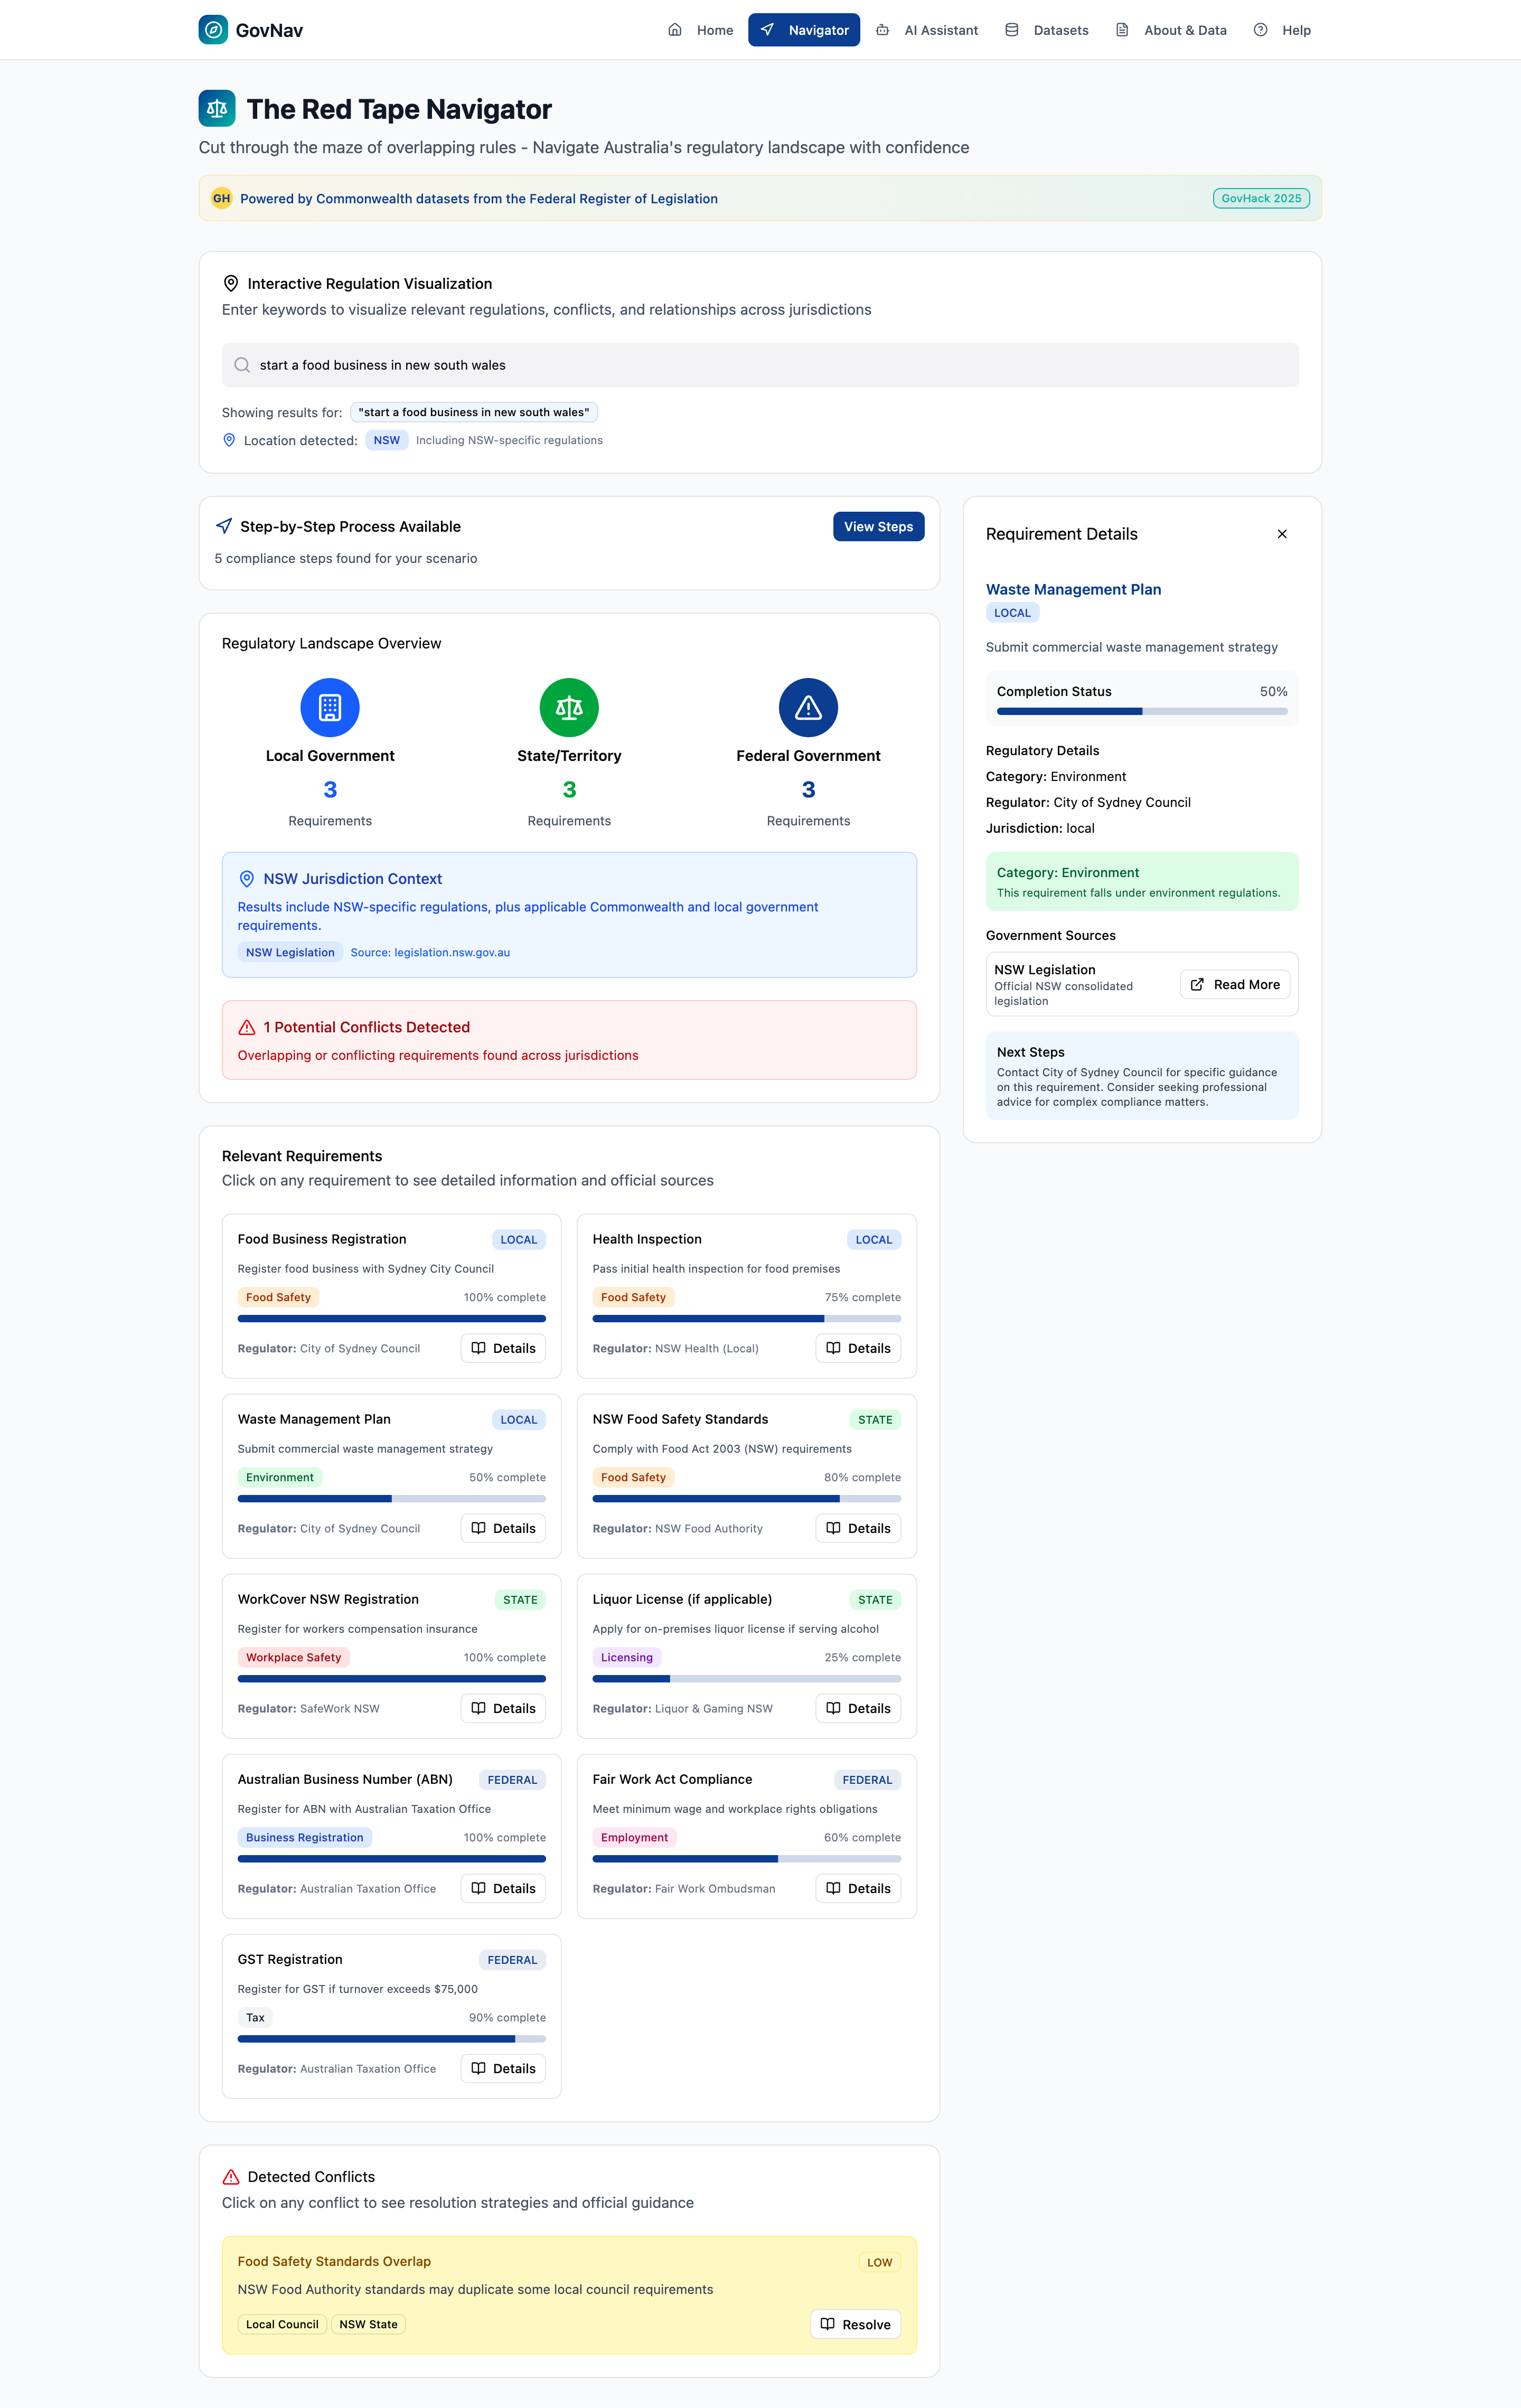 GovNav
Home
Navigator
AI Assistant
Datasets
About & Data
Help
The Red Tape Navigator
Cut through the maze of overlapping rules - Navigate Australia's regulatory landscape with confidence
GH
Powered by Commonwealth datasets from the Federal Register of Legislation
GovHack 2025
Interactive Regulation Visualization
Enter keywords to visualize relevant regulations, conflicts, and relationships across jurisdictions
start a food business in new south wales
Showing results for: "start a food business in new south wales"
Location detected: NSW Including NSW-specific regulations
Step-by-Step Process Available
View Steps
5 compliance steps found for your scenario
Regulatory Landscape Overview
Local Government
3
Requirements
State/Territory
3
Requirements
Federal Government
3
Requirements
NSW Jurisdiction Context
Results include NSW-specific regulations, plus applicable Commonwealth and local government
requirements.
NSW Legislation Source: legislation.nsw.gov.au
1 Potential Conflicts Detected
Overlapping or conflicting requirements found across jurisdictions
Requirement Details
Waste Management Plan
LOCAL
Submit commercial waste management strategy
Completion Status 50%
Regulatory Details
Category: Environment
Regulator: City of Sydney Council
Jurisdiction: local
Category: Environment
This requirement falls under environment regulations.
Government Sources
NSW Legislation
Official NSW consolidated
legislation
Read More
Next Steps
Contact City of Sydney Council for specific guidance
on this requirement. Consider seeking professional
advice for complex compliance matters.
Relevant Requirements
Click on any requirement to see detailed information and official sources
Food Business Registration LOCAL
Register food business with Sydney City Council
Food Safety 100% complete
Regulator: City of Sydney Council Details
Health Inspection LOCAL
Pass initial health inspection for food premises
Food Safety 75% complete
Regulator: NSW Health (Local) Details
Waste Management Plan LOCAL
Submit commercial waste management strategy
Environment 50% complete
Regulator: City of Sydney Council Details
NSW Food Safety Standards STATE
Comply with Food Act 2003 (NSW) requirements
Food Safety 80% complete
Regulator: NSW Food Authority Details
WorkCover NSW Registration STATE
Register for workers compensation insurance
Workplace Safety 100% complete
Regulator: SafeWork NSW Details
Liquor License (if applicable) STATE
Apply for on-premises liquor license if serving alcohol
Licensing 25% complete
Regulator: Liquor & Gaming NSW Details
Australian Business Number (ABN) FEDERAL
Register for ABN with Australian Taxation Office
Business Registration 100% complete
Regulator: Australian Taxation Office Details
Fair Work Act Compliance FEDERAL
Meet minimum wage and workplace rights obligations
Employment 60% complete
Regulator: Fair Work Ombudsman Details
GST Registration FEDERAL
Register for GST if turnover exceeds $75,000
Tax 90% complete
Regulator: Australian Taxation Office Details
Detected Conflicts
Click on any conflict to see resolution strategies and official guidance
Food Safety Standards Overlap LOW
NSW Food Authority standards may duplicate some local council requirements
Local Council NSW State Resolve